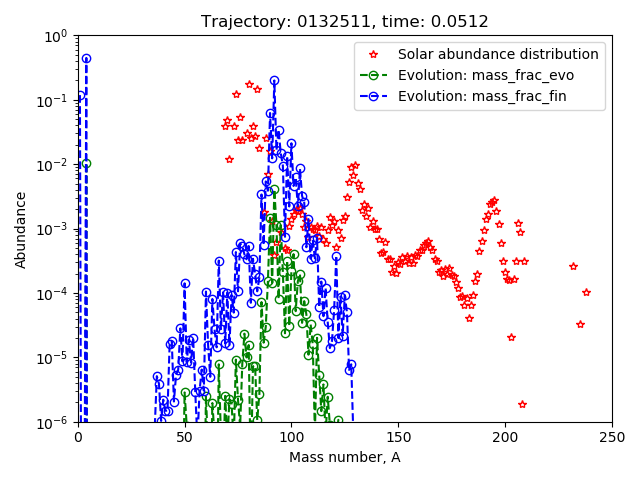 Trajectory: 0132511, time: 0.0512
Solar abundance distribution
Evolution: mass_frac_evo
Evolution: mass_frac_fin
Abundance
10⁰
10⁻¹
10⁻²
10⁻³
10⁻⁴
10⁻⁵
10⁻⁶
0 50 100 150 200 250
Mass number, A